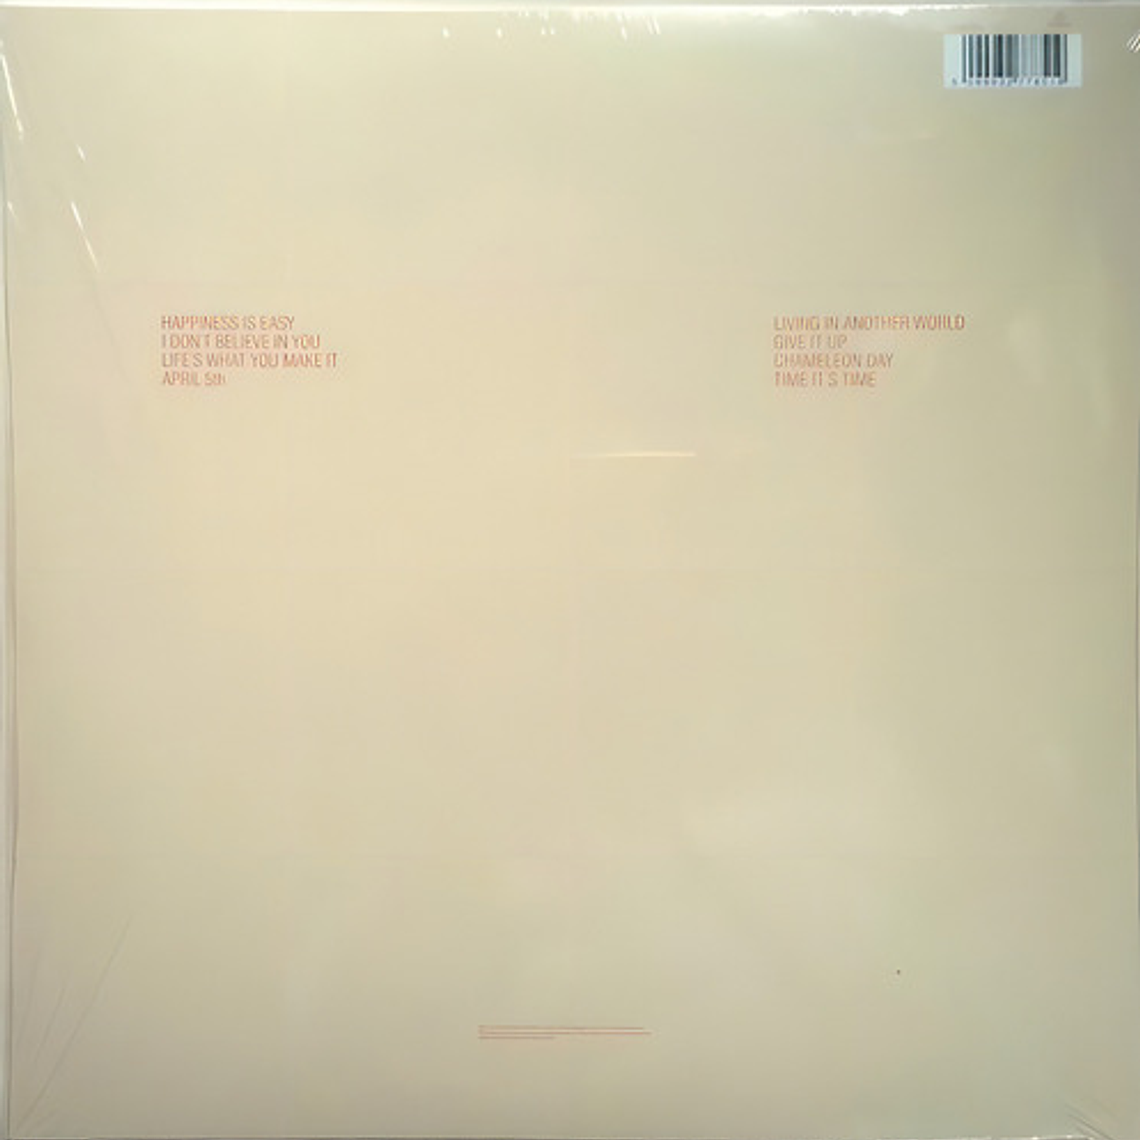 HAPPINESS IS EASY
I DON'T BELIEVE IN YOU
LIFE'S WHAT YOU MAKE IT
APRIL 5th
LIVING IN ANOTHER WORLD
GIVE IT UP
CHAMELEON DAY
TIME IT'S TIME